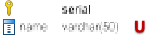 serial
name varchar(50) U